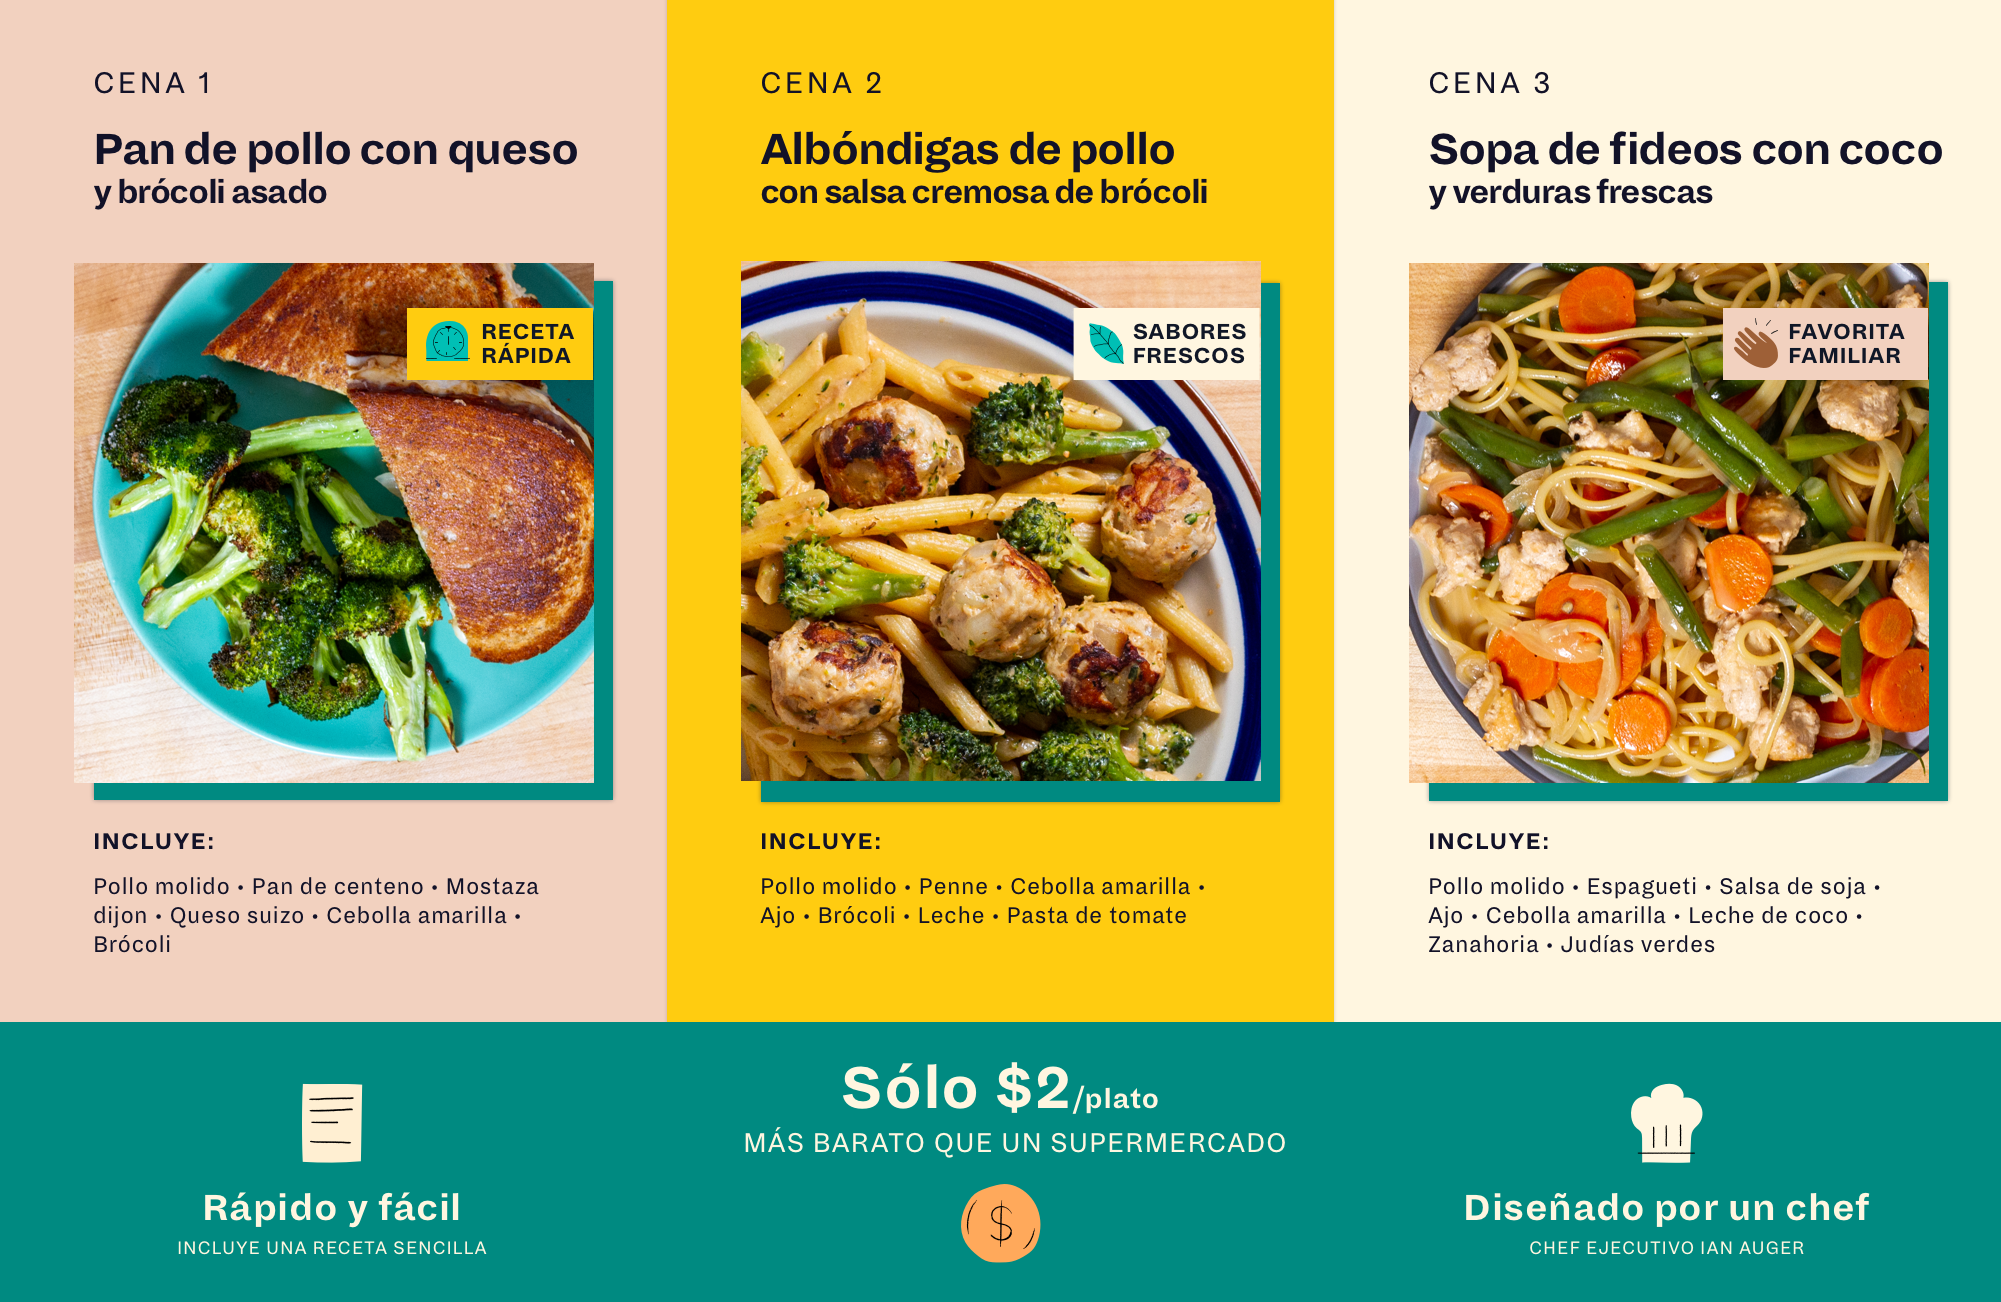 CENA 1
Pan de pollo con queso
y brócoli asado
RECETA
RÁPIDA
INCLUYE:
Pollo molido • Pan de centeno • Mostaza
dijon • Queso suizo • Cebolla amarilla •
Brócoli
CENA 2
Albóndigas de pollo
con salsa cremosa de brócoli
SABORES
FRESCOS
INCLUYE:
Pollo molido • Penne • Cebolla amarilla •
Ajo • Brócoli • Leche • Pasta de tomate
CENA 3
Sopa de fideos con coco
y verduras frescas
FAVORITA
FAMILIAR
INCLUYE:
Pollo molido • Espagueti • Salsa de soja •
Ajo • Cebolla amarilla • Leche de coco •
Zanahoria • Judías verdes
Rápido y fácil
INCLUYE UNA RECETA SENCILLA
Sólo $2/plato
MÁS BARATO QUE UN SUPERMERCADO
$
Diseñado por un chef
CHEF EJECUTIVO IAN AUGER